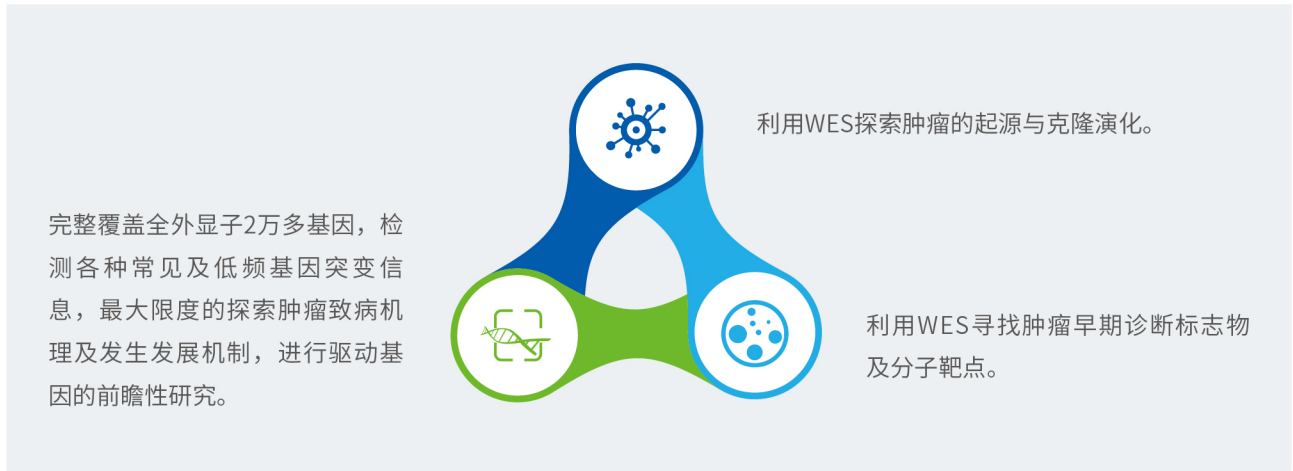 利用WES探索肿瘤的起源与克隆演化。
完整覆盖全外显子2万多基因，检
测各种常见及低频基因突变信
息，最大限度的探索肿瘤致病机
理及发生发展机制，进行驱动基
因的前瞻性研究。
利用WES寻找肿瘤早期诊断标志物
及分子靶点。